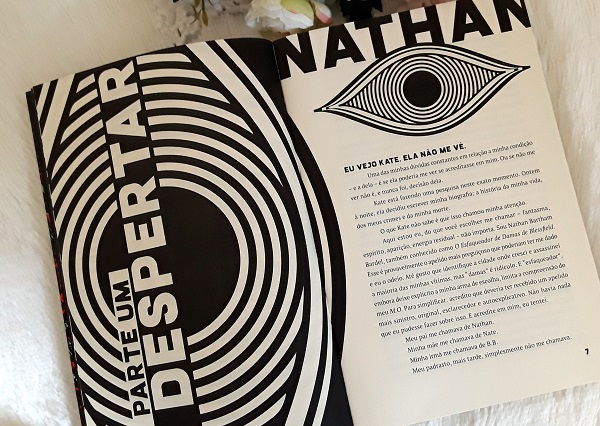 PARTE UM
DESPERTAR
NATHAN
EU VEJO KATE. ELA NÃO ME VÊ.
Uma das minhas dúvidas constantes em relação a minha condição
– e a dela – é se ela poderia me ver se acreditasse em mim. Ou se não me
ver não é, e nunca foi, decisão dela.
Kate está fazendo uma pesquisa neste exato momento. Ontem
à noite, ela decidiu escrever minha biografia; a história da minha vida,
dos meus crimes e da minha morte.
O que Kate não sabe é que isso chamou minha atenção.
Aqui estou eu, do que você escolher me chamar – fantasma,
espírito, aparição, energia residual – não importa. Sou Nathan Bartham
Bardel, também conhecido como O Esfaqueador de Damas de Blessfield.
Esse é provavelmente o apelido mais preguiçoso que poderiam ter me dado
e eu o odeio. Até gosto que identifique a cidade onde cresci e assassinei
a maioria das minhas vítimas, mas "damas" é ridículo. E "esfaqueador",
embora deixe explícito a minha arma de escolha, limita a compreensão do
meu M.O. Para simplificar: acredito que deveria ter recebido um apelido
mais sinistro, original, esclarecedor e autoexplicativo. Não havia nada
que eu pudesse fazer sobre isso. E acredite em mim, eu tentei.
Meu pai me chamava de Nathan.
Minha mãe me chamava de Nate.
Minha irmã me chamava de B.B.
Meu padrasto, mais tarde, simplesmente não me chamava.
7